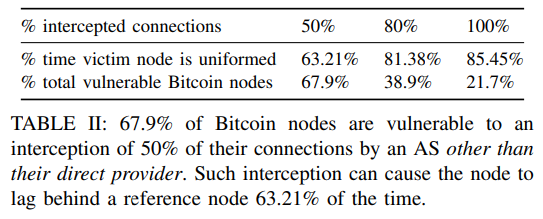 % intercepted connections 50% 80% 100%
% time victim node is uniformed 63.21% 81.38% 85.45%
% total vulnerable Bitcoin nodes 67.9% 38.9% 21.7%
TABLE II: 67.9% of Bitcoin nodes are vulnerable to an
interception of 50% of their connections by an AS other than
their direct provider. Such interception can cause the node to
lag behind a reference node 63.21% of the time.